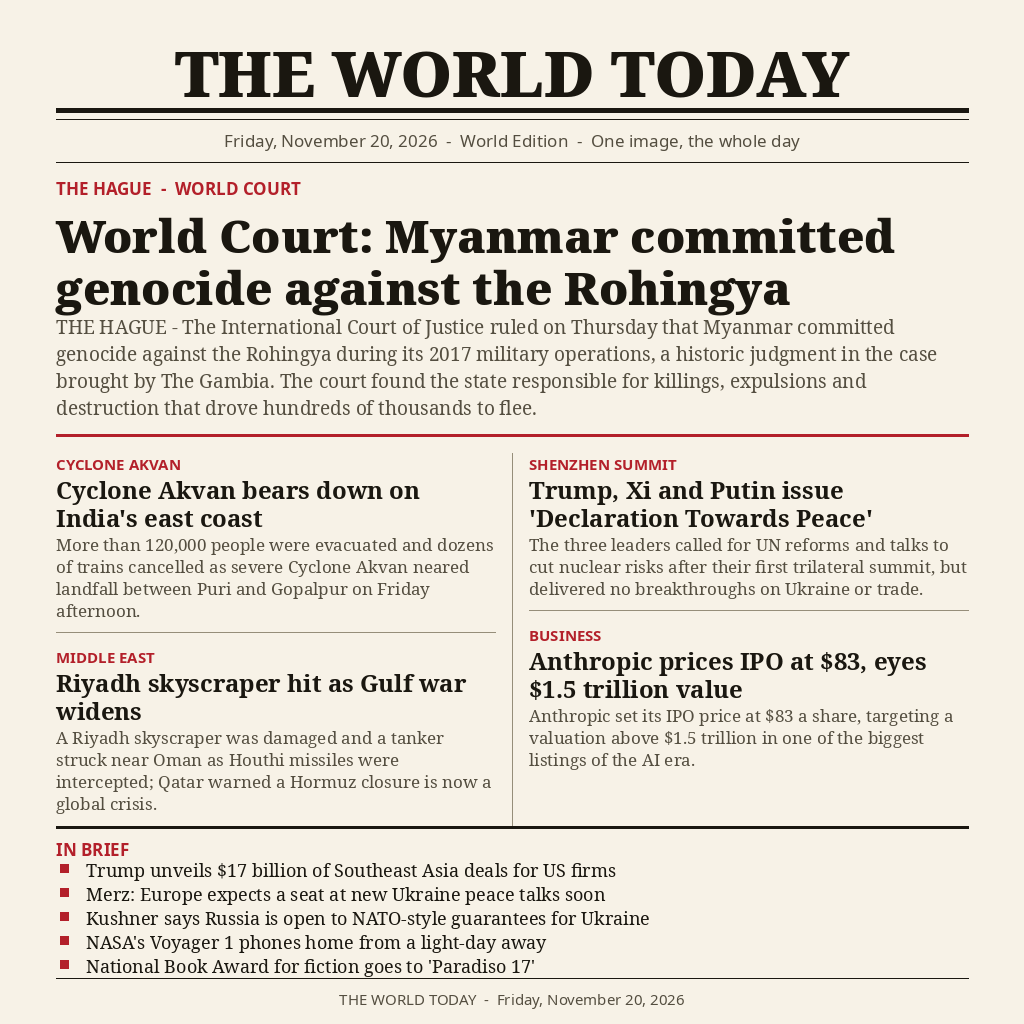 THE WORLD TODAY
Friday, November 20, 2026 - World Edition - One image, the whole day
THE HAGUE - WORLD COURT
World Court: Myanmar committed
genocide against the Rohingya
THE HAGUE - The International Court of Justice ruled on Thursday that Myanmar committed
genocide against the Rohingya during its 2017 military operations, a historic judgment in the case
brought by The Gambia. The court found the state responsible for killings, expulsions and
destruction that drove hundreds of thousands to flee.
CYCLONE AKVAN
Cyclone Akvan bears down on
India's east coast
More than 120,000 people were evacuated and dozens
of trains cancelled as severe Cyclone Akvan neared
landfall between Puri and Gopalpur on Friday
afternoon.
MIDDLE EAST
Riyadh skyscraper hit as Gulf war
widens
A Riyadh skyscraper was damaged and a tanker
struck near Oman as Houthi missiles were
intercepted; Qatar warned a Hormuz closure is now a
global crisis.
SHENZHEN SUMMIT
Trump, Xi and Putin issue
'Declaration Towards Peace'
The three leaders called for UN reforms and talks to
cut nuclear risks after their first trilateral summit, but
delivered no breakthroughs on Ukraine or trade.
BUSINESS
Anthropic prices IPO at $83, eyes
$1.5 trillion value
Anthropic set its IPO price at $83 a share, targeting a
valuation above $1.5 trillion in one of the biggest
listings of the AI era.
IN BRIEF
Trump unveils $17 billion of Southeast Asia deals for US firms
Merz: Europe expects a seat at new Ukraine peace talks soon
Kushner says Russia is open to NATO-style guarantees for Ukraine
NASA's Voyager 1 phones home from a light-day away
National Book Award for fiction goes to 'Paradiso 17'
THE WORLD TODAY - Friday, November 20, 2026